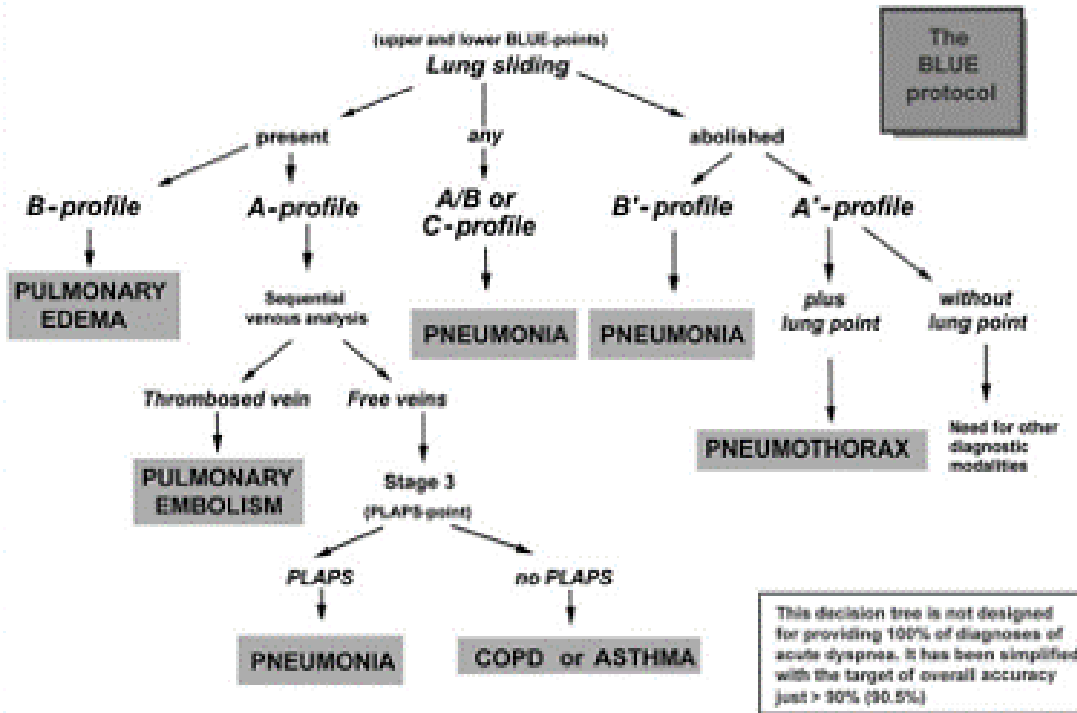 (upper and lower BLUE-points)
Lung sliding
The
BLUE
protocol
present
any
abolished
B-profile
A-profile
A/B or
C-profile
B'-profile
A'-profile
PULMONARY
EDEMA
Sequential
venous analysis
PNEUMONIA
PNEUMONIA
plus
lung point
without
lung point
Thrombosed vein
Free veins
PNEUMOTHORAX
Need for other
diagnostic
modalities
PULMONARY
EMBOLISM
Stage 3
(PLAPS-point)
PLAPS
no PLAPS
PNEUMONIA
COPD or ASTHMA
This decision tree is not designed
for providing 100% of diagnoses of
acute dyspnea. It has been simplified
with the target of overall accuracy
just > 90% (90.5%)